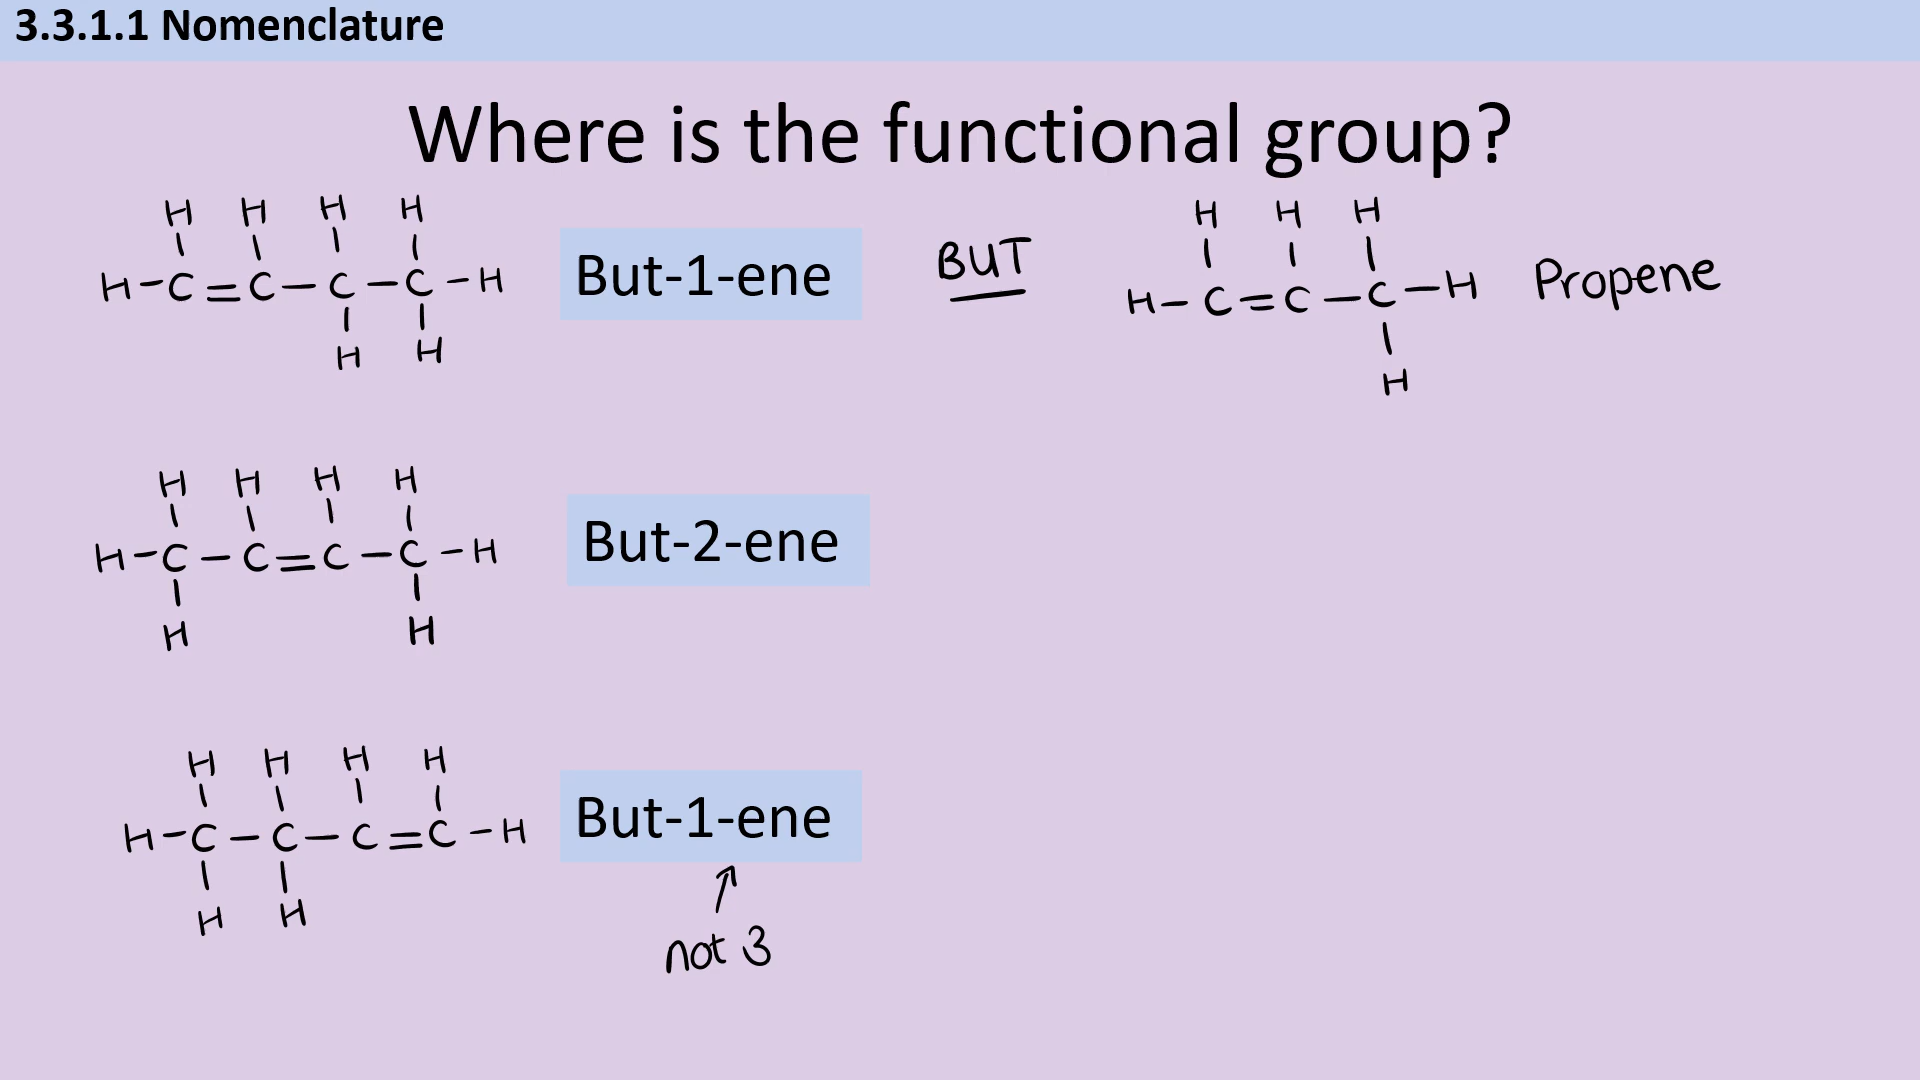 3.3.1.1 Nomenclature
Where is the functional group?
H H H H
H-C=C-C-C-H
H H
But-1-ene
BUT
H H H
H-C=C-C-H
H
Propene
H H H H
H-C-C=C-C-H
H H
But-2-ene
H H H H
H-C-C-C=C-H
H H
But-1-ene
not 3